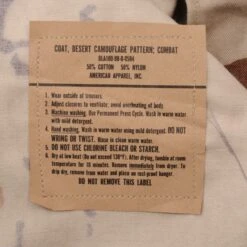 COAT, DESERT CAMOUFLAGE PATTERN: COMBAT
DLA100-90-D-0504
50% COTTON / 50% NYLON
AMERICAN APPAREL, INC.
1. Wear outside of trousers.
2. Adjust closures to ventilate; avoid overheating of body
3. Machine washing. Use Permanent Press Cycle. Wash in warm water
with mild detergent.
4. Hand washing. Wash in warm water using mild detergent. DO NOT
WRING OR TWIST. Rinse in clean warm water.
5. DO NOT USE CHLORINE BLEACH OR STARCH.
6. Dry at low heat (Do not exceed 130°F). After drying, tumble at room
temperature for 10 minutes. Remove immediately from dryer. To
drip dry, remove from water and place on rust-proof hanger.
DO NOT REMOVE THIS LABEL